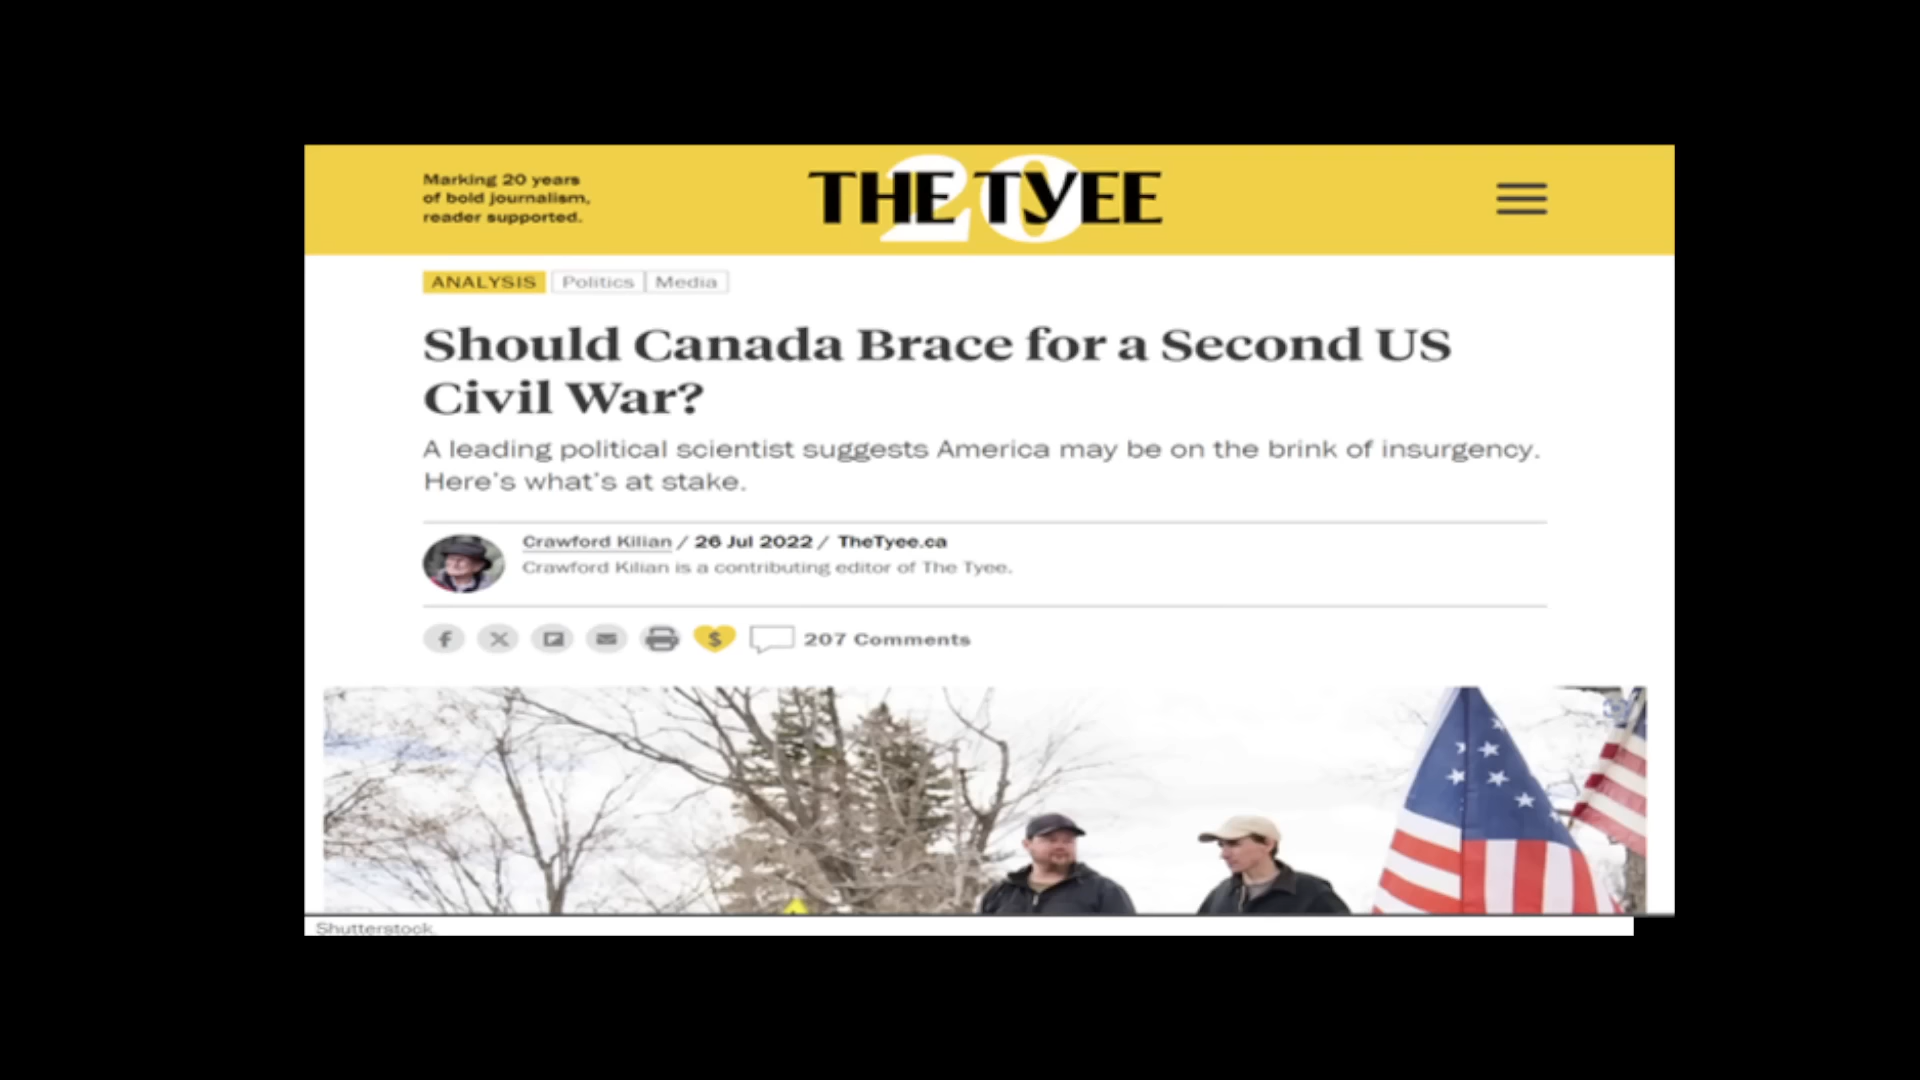 Marking 20 years
of bold journalism,
reader supported.
20
THE TYEE
ANALYSIS Politics Media
Should Canada Brace for a Second US
Civil War?
A leading political scientist suggests America may be on the brink of insurgency.
Here's what's at stake.
Crawford Kilian / 26 Jul 2022 / TheTyee.ca
Crawford Kilian is a contributing editor of The Tyee.
f X $ 207 Comments
Shutterstock.